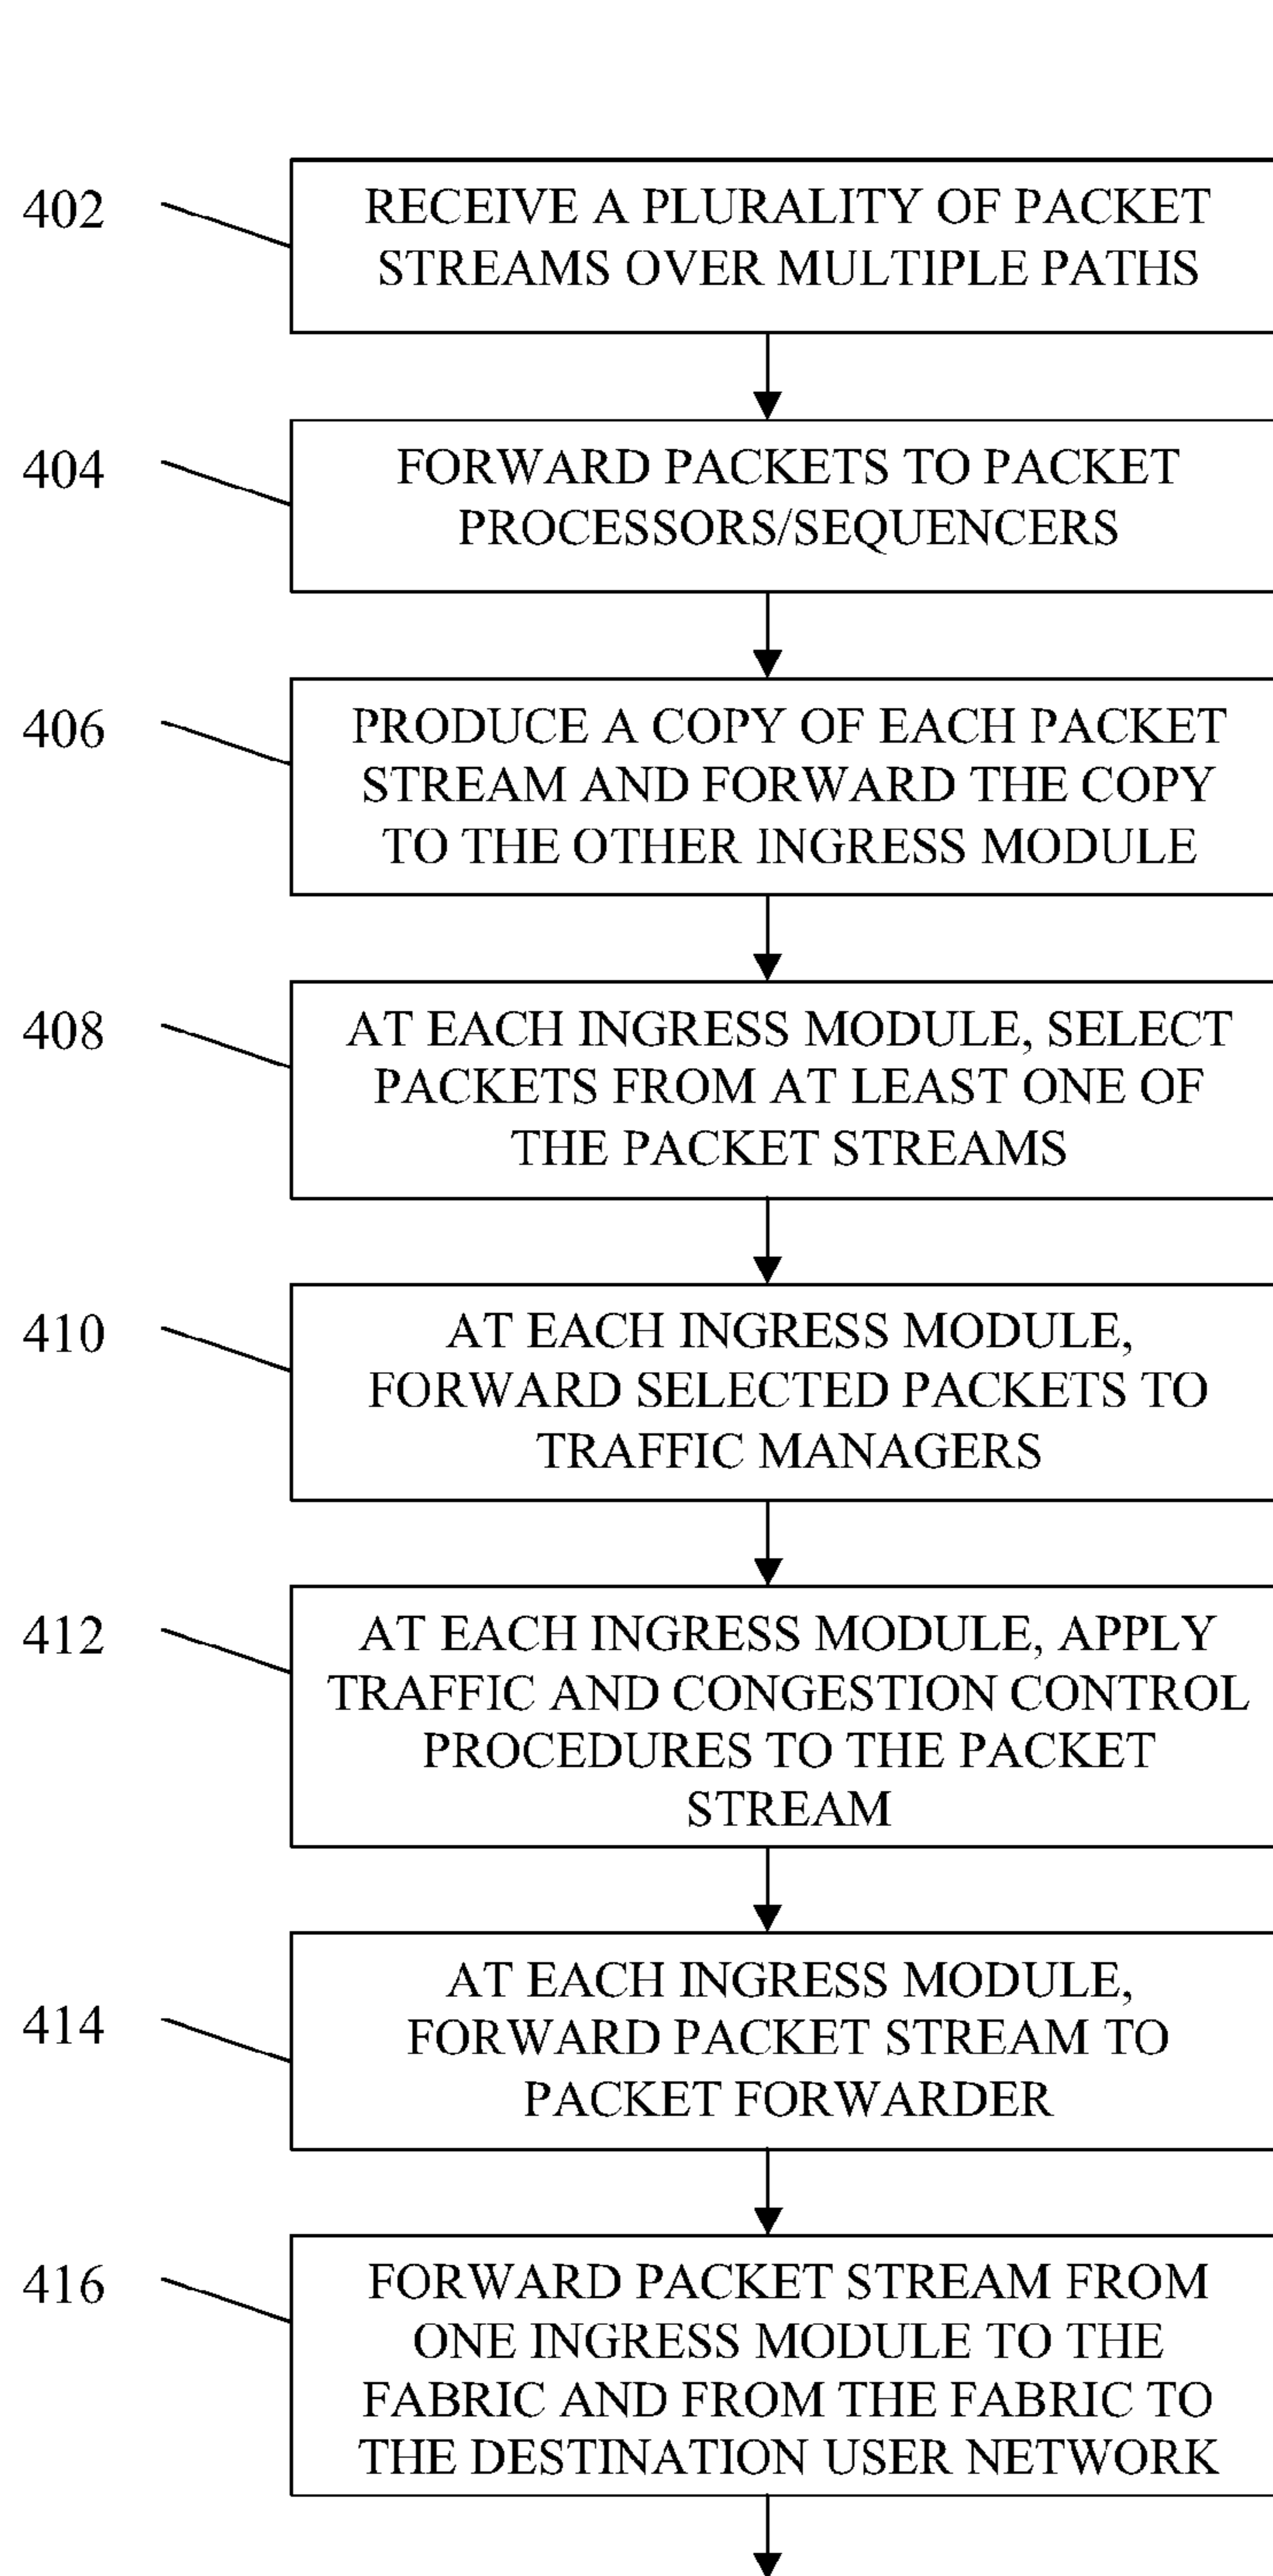 402
RECEIVE A PLURALITY OF PACKET
STREAMS OVER MULTIPLE PATHS
404
FORWARD PACKETS TO PACKET
PROCESSORS/SEQUENCERS
406
PRODUCE A COPY OF EACH PACKET
STREAM AND FORWARD THE COPY
TO THE OTHER INGRESS MODULE
408
AT EACH INGRESS MODULE, SELECT
PACKETS FROM AT LEAST ONE OF
THE PACKET STREAMS
410
AT EACH INGRESS MODULE,
FORWARD SELECTED PACKETS TO
TRAFFIC MANAGERS
412
AT EACH INGRESS MODULE, APPLY
TRAFFIC AND CONGESTION CONTROL
PROCEDURES TO THE PACKET
STREAM
414
AT EACH INGRESS MODULE,
FORWARD PACKET STREAM TO
PACKET FORWARDER
416
FORWARD PACKET STREAM FROM
ONE INGRESS MODULE TO THE
FABRIC AND FROM THE FABRIC TO
THE DESTINATION USER NETWORK